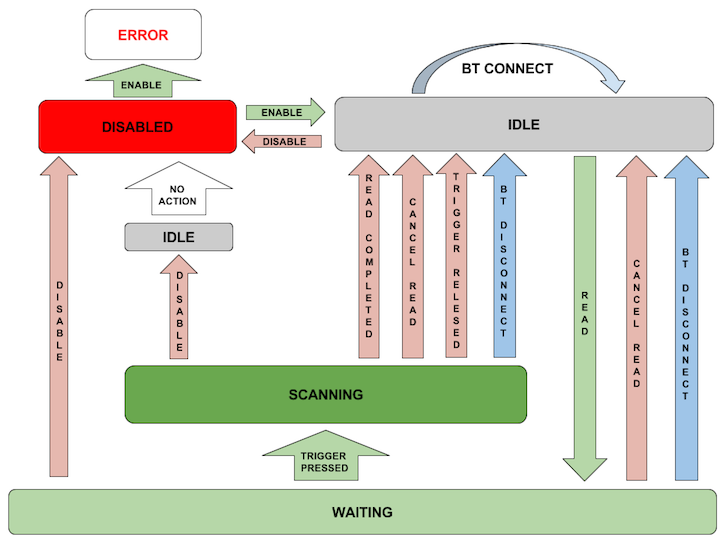 ERROR
BT CONNECT
ENABLE
DISABLED
ENABLE
DISABLE
IDLE
NO
ACTION
IDLE
DISABLE
DISABLE
READ COMPLETED
CANCEL READ
TRIGGER RELESED
BT DISCONNECT
READ
CANCEL READ
BT DISCONNECT
SCANNING
TRIGGER
PRESSED
WAITING